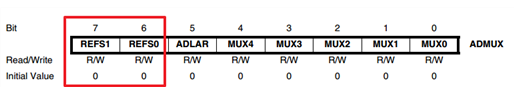 Bit 7 6 5 4 3 2 1 0
REFS1 REFS0 ADLAR MUX4 MUX3 MUX2 MUX1 MUX0 ADMUX
Read/Write R/W R/W R/W R/W R/W R/W R/W R/W
Initial Value 0 0 0 0 0 0 0 0